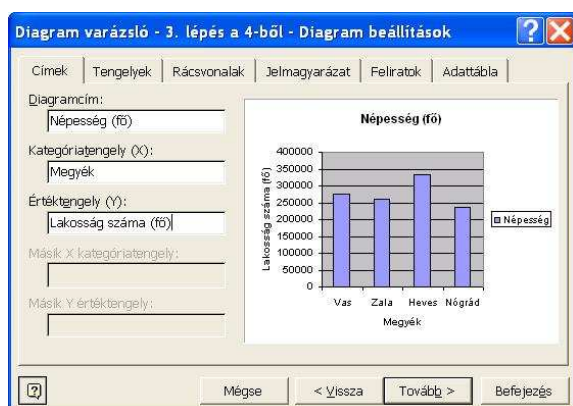 Diagram varázsló - 3. lépés a 4-ből - Diagram beállítások
Címek
Tengelyek
Rácsvonalak
Jelmagyarázat
Feliratok
Adattábla
Diagramcím:
Népesség (fő)
Kategóriatengely (X):
Megyék
Értéktengely (Y):
Lakosság száma (fő)
Másik X kategóriatengely:
Másik Y értéktengely:
Népesség (fő)
Lakosság száma (fő)
400000
350000
300000
250000
200000
150000
100000
50000
0
Vas Zala Heves Nógrád
Megyék
Népesség
Mégse
< Vissza
Tovább >
Befejezés